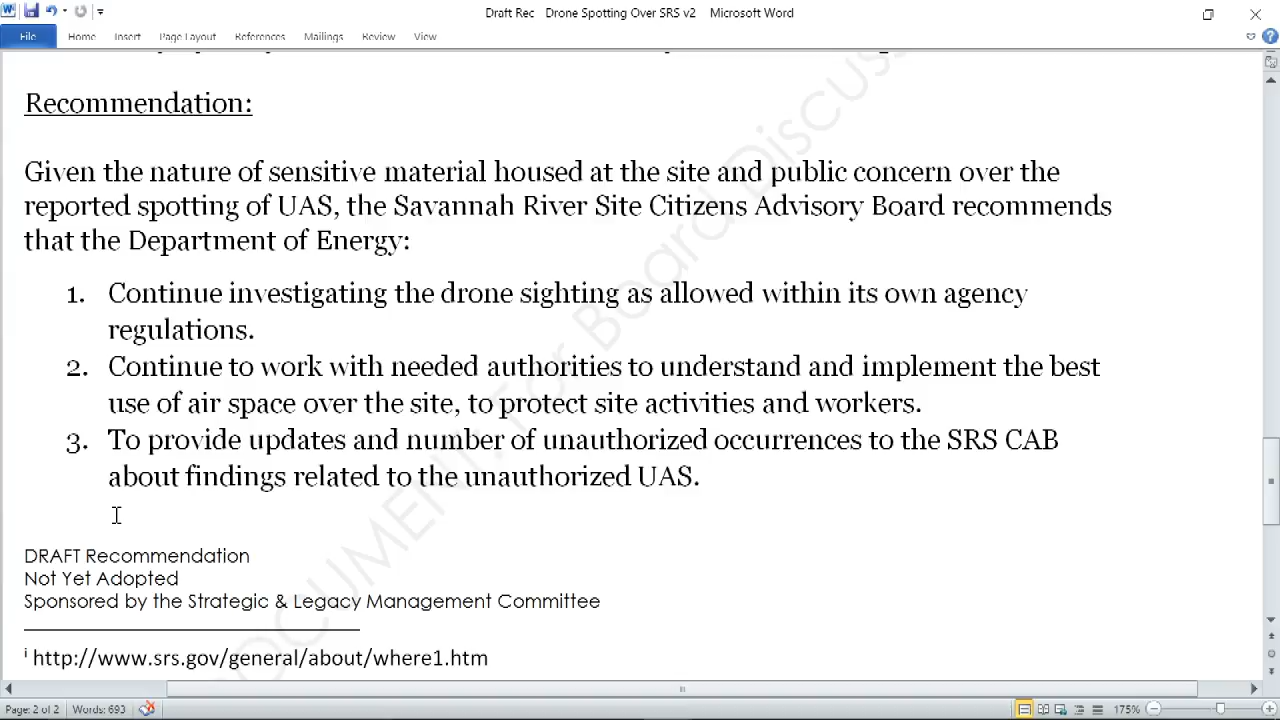 Draft Rec   Drone Spotting Over SRS v2    Microsoft Word
File Home Insert Page Layout References Mailings Review View
Recommendation:
Given the nature of sensitive material housed at the site and public concern over the
reported spotting of UAS, the Savannah River Site Citizens Advisory Board recommends
that the Department of Energy:
1. Continue investigating the drone sighting as allowed within its own agency
regulations.
2. Continue to work with needed authorities to understand and implement the best
use of air space over the site, to protect site activities and workers.
3. To provide updates and number of unauthorized occurrences to the SRS CAB
about findings related to the unauthorized UAS.
DOCUMENT For Board Discuss
DRAFT Recommendation
Not Yet Adopted
Sponsored by the Strategic & Legacy Management Committee
i http://www.srs.gov/general/about/where1.htm
Page: 2 of 2 Words: 693 175%